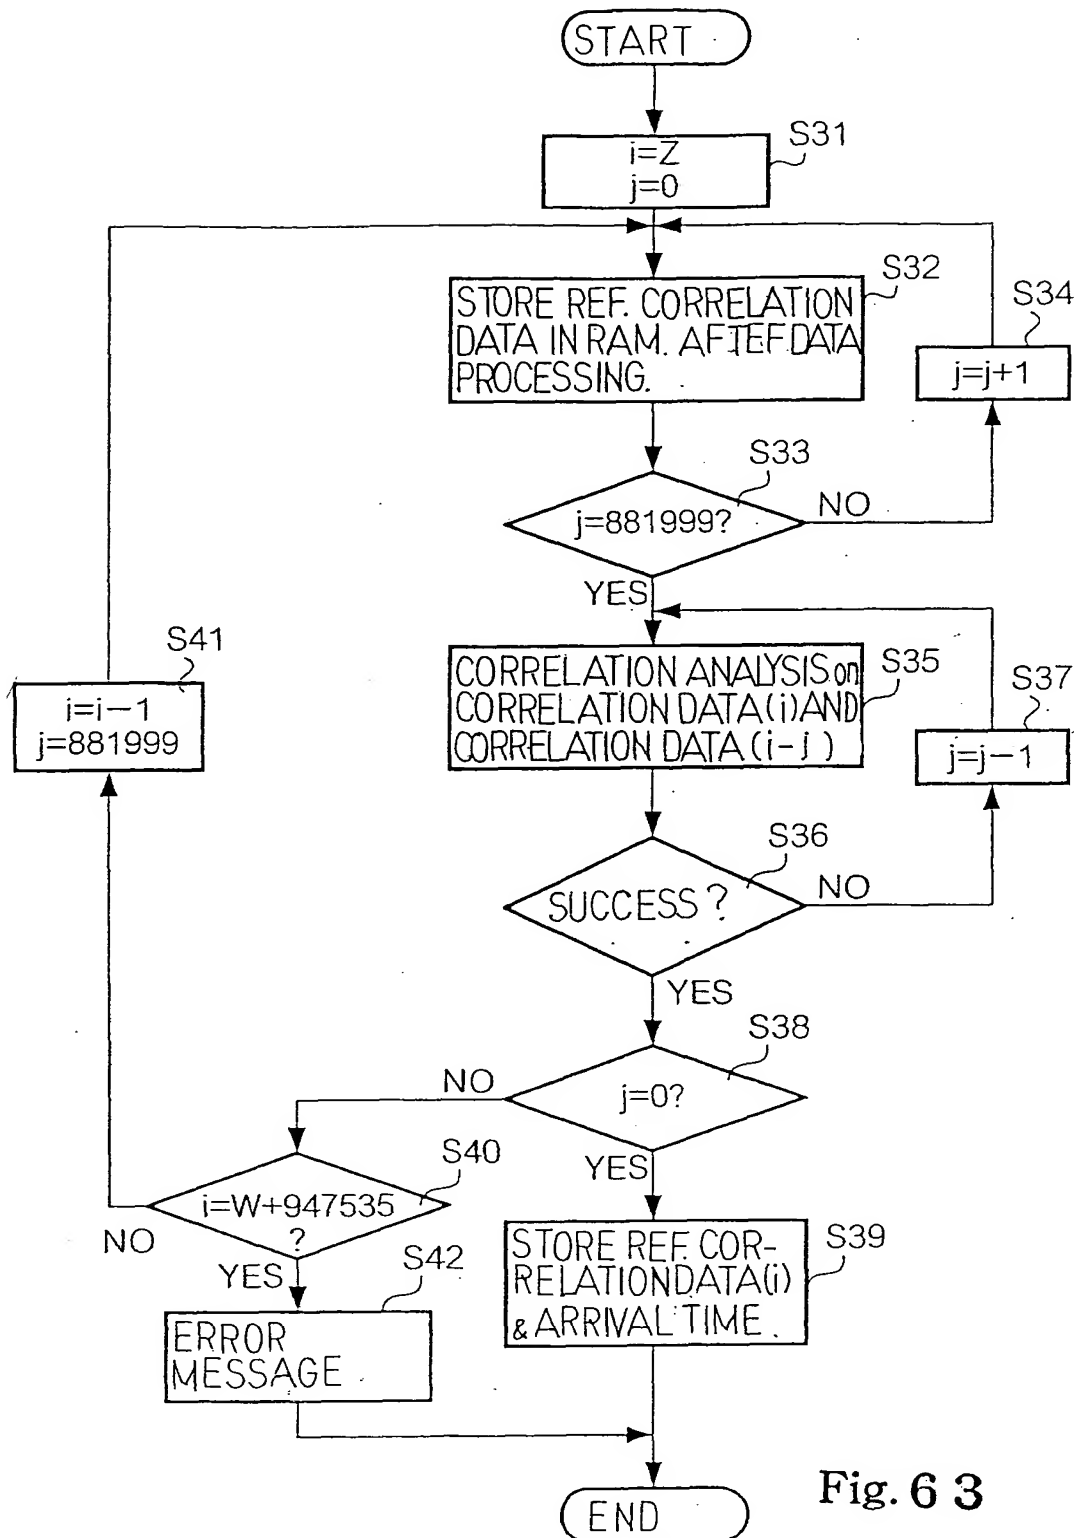 START
S31
i=Z
j=0
S32
STORE REF. CORRELATION
DATA IN RAM. AFTEF DATA
PROCESSING.
S34
j=j+1
S33
j=881999?
NO
YES
S41
i=i-1
j=881999
S35
CORRELATION ANALYSIS on
CORRELATION DATA(i) AND
CORRELATION DATA(i-j)
S37
j=j-1
S36
SUCCESS?
NO
YES
S38
j=0?
NO
YES
S40
i=W+947535
?
NO
YES
S39
STORE REF. COR-
RELATION DATA(i)
& ARRIVAL TIME.
S42
ERROR
MESSAGE
END
Fig. 63